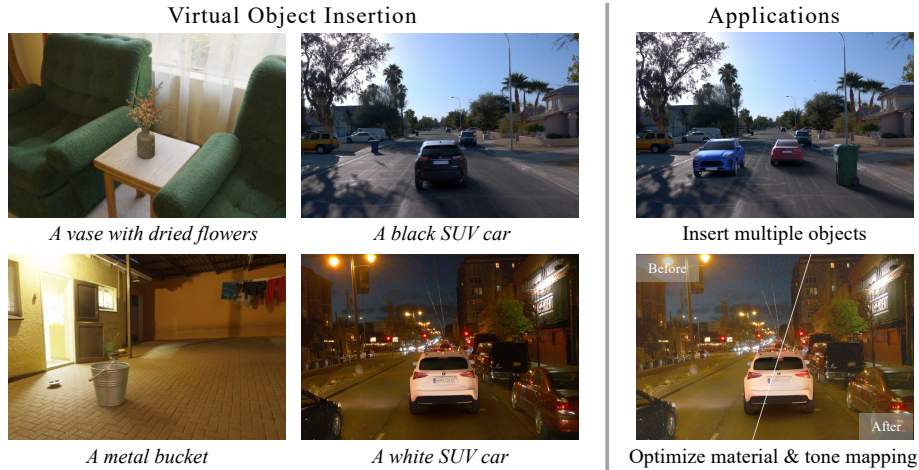 Virtual Object Insertion
Applications
A vase with dried flowers
A black SUV car
Insert multiple objects
Before
After
A metal bucket
A white SUV car
Optimize material & tone mapping